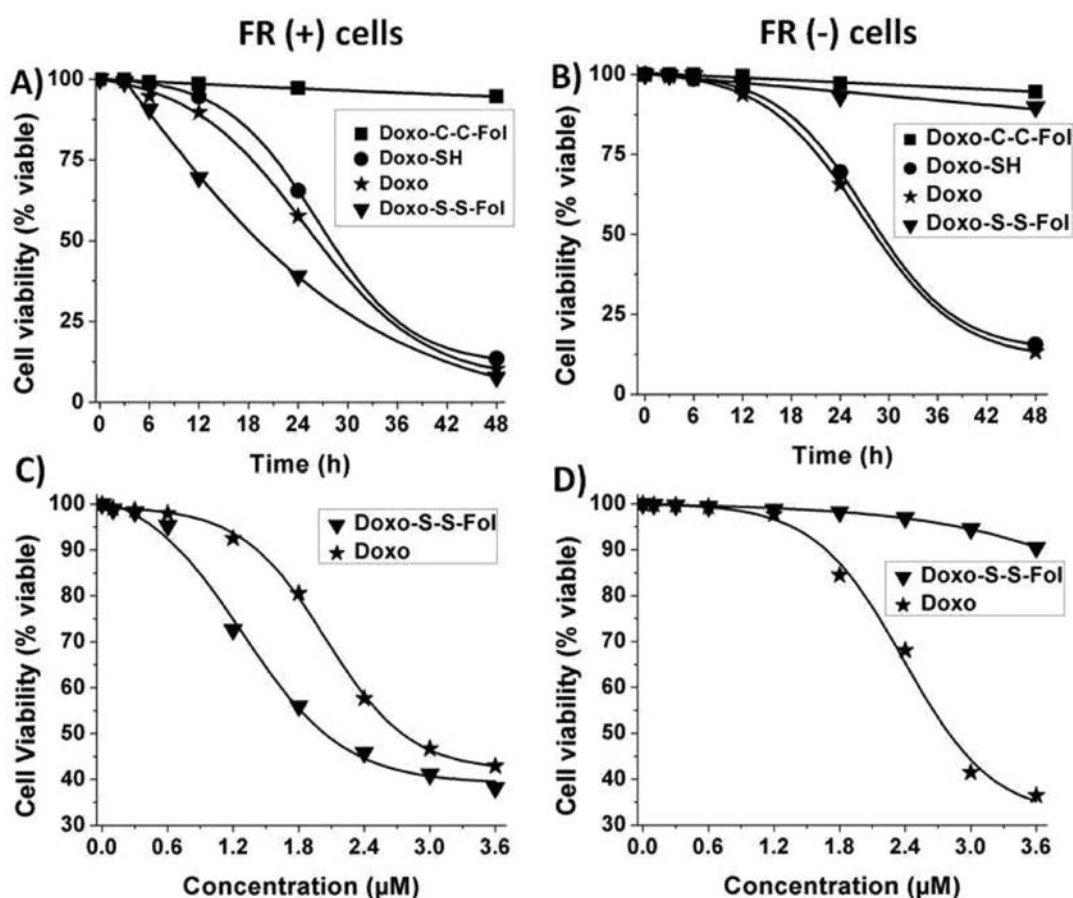 FR (+) cells
FR (-) cells
A)
Cell viability (% viable)
100
75
50
25
0
Doxo-C-C-Fol
Doxo-SH
Doxo
Doxo-S-S-Fol
0 6 12 18 24 30 36 42 48
Time (h)
B)
Cell viability (% viable)
100
75
50
25
0
Doxo-C-C-Fol
Doxo-SH
Doxo
Doxo-S-S-Fol
0 6 12 18 24 30 36 42 48
Time (h)
C)
Cell Viability (% viable)
100
90
80
70
60
50
40
30
Doxo-S-S-Fol
Doxo
0.0 0.6 1.2 1.8 2.4 3.0 3.6
Concentration (µM)
D)
Cell viability (% viable)
100
90
80
70
60
50
40
30
Doxo-S-S-Fol
Doxo
0.0 0.6 1.2 1.8 2.4 3.0 3.6
Concentration (µM)